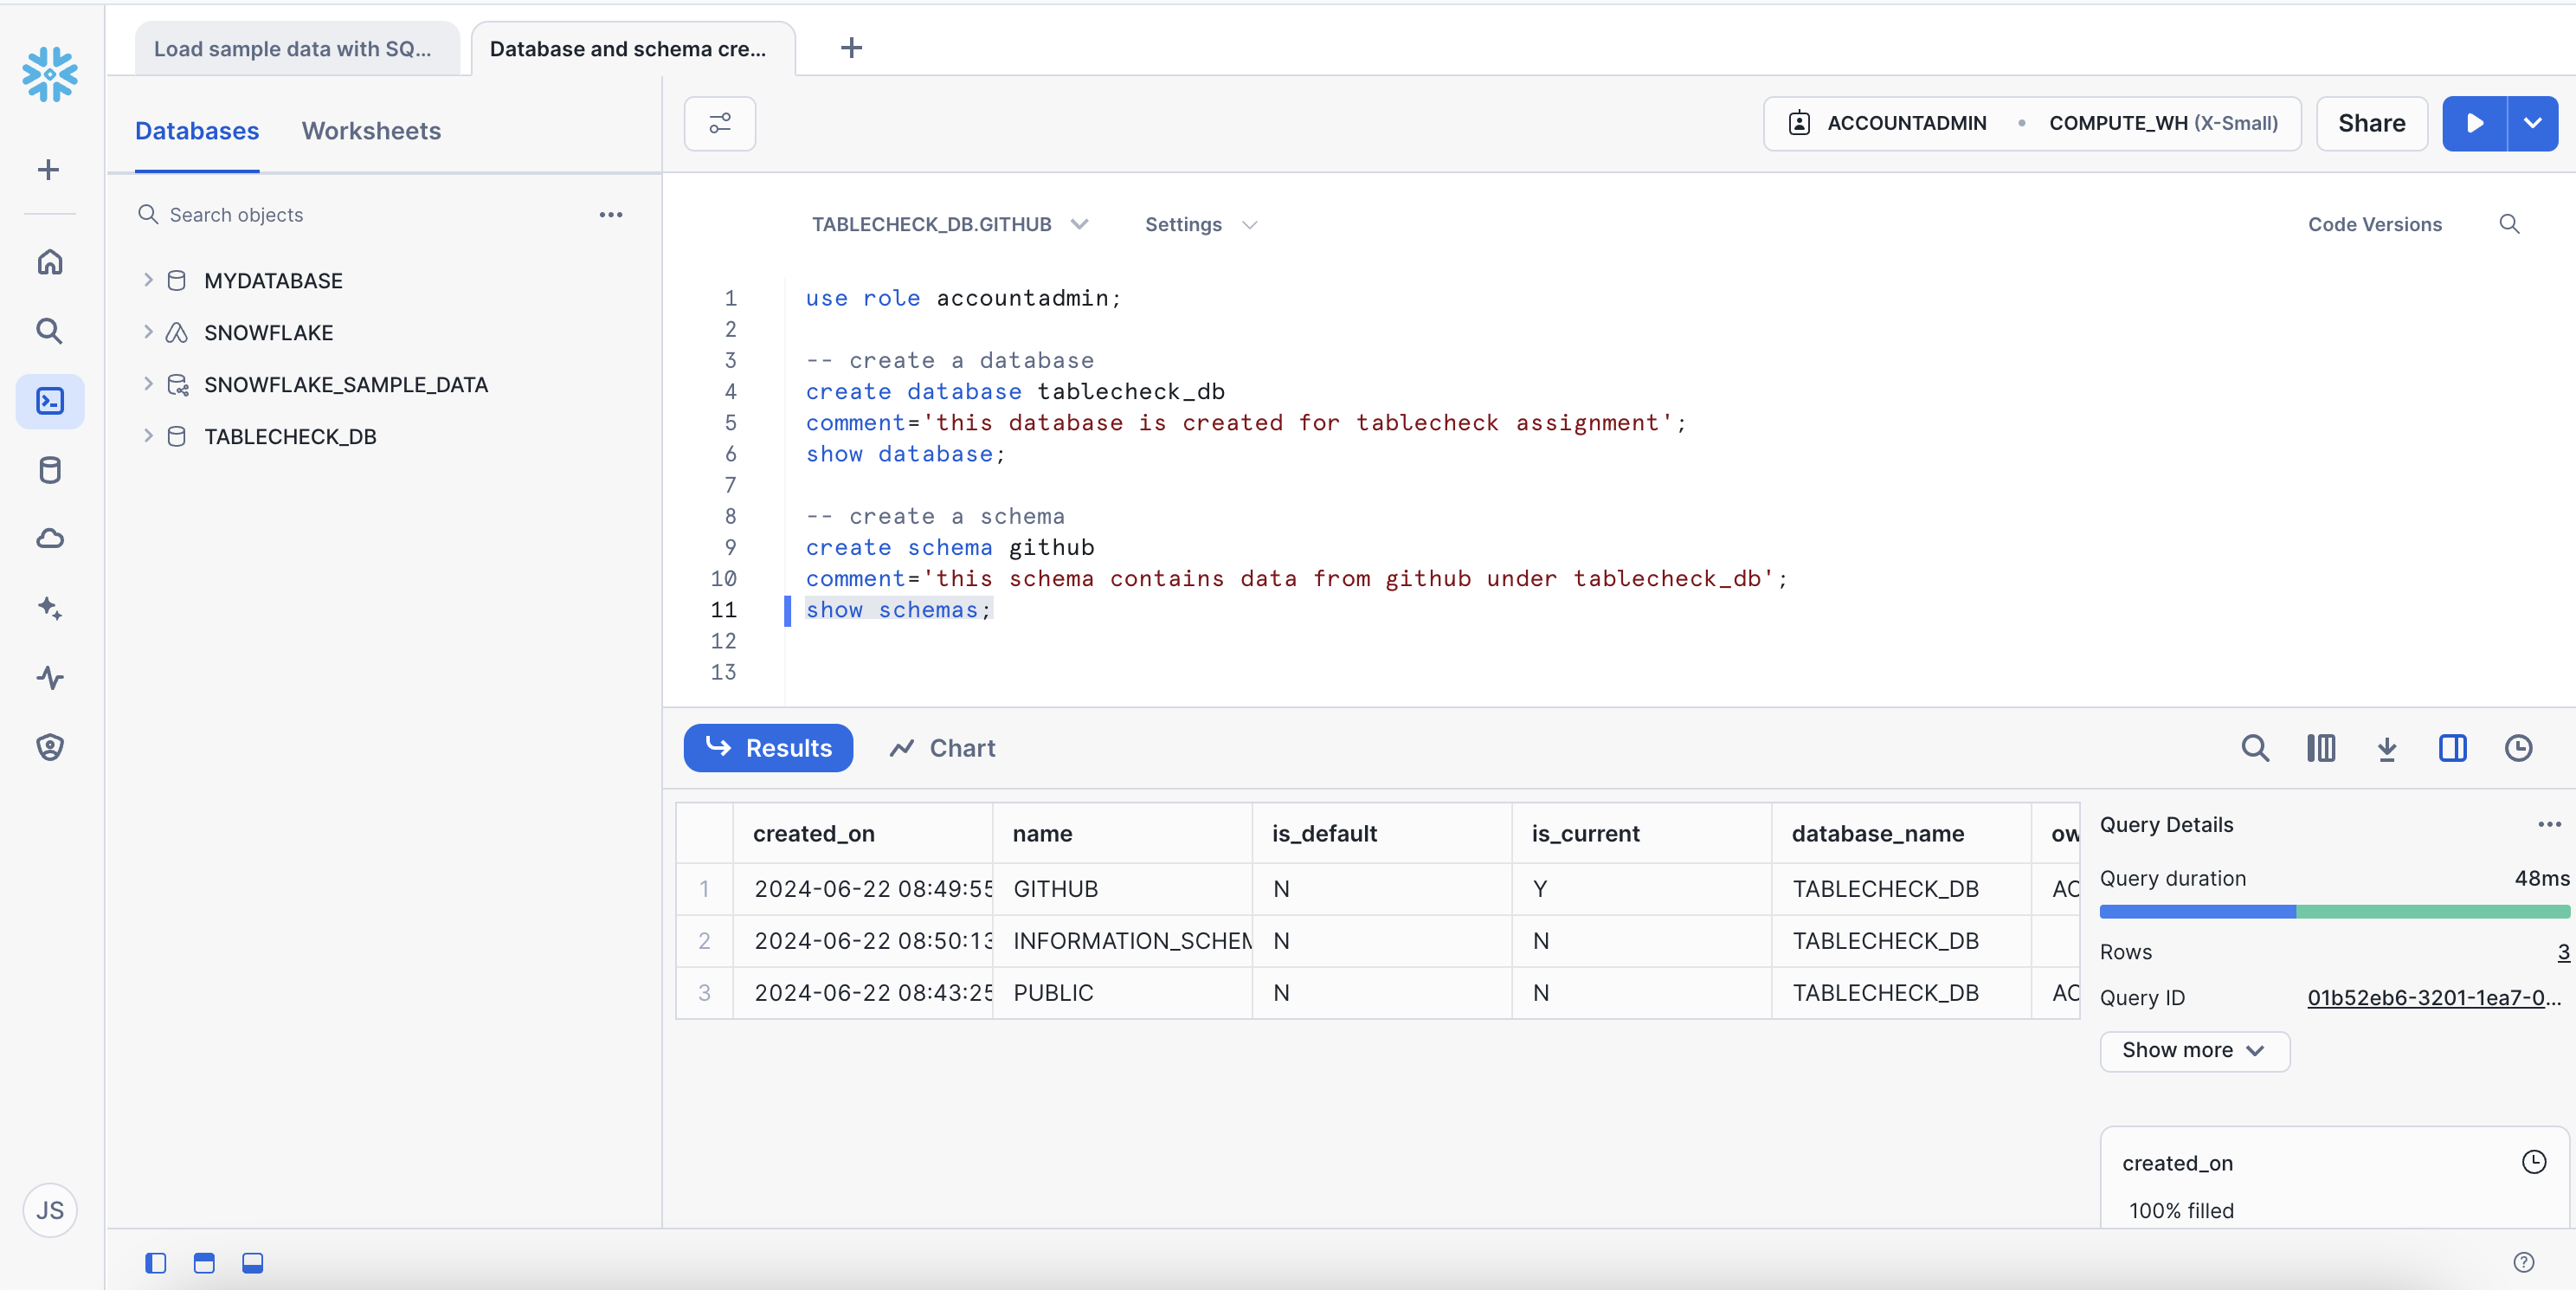 Load sample data with SQ...
Database and schema cre...
Databases
Worksheets
ACCOUNTADMIN • COMPUTE_WH (X-Small)
Share
Search objects
MYDATABASE
SNOWFLAKE
SNOWFLAKE_SAMPLE_DATA
TABLECHECK_DB
JS
TABLECHECK_DB.GITHUB
Settings
Code Versions
1 use role accountadmin;
2
3 -- create a database
4 create database tablecheck_db
5 comment='this database is created for tablecheck assignment';
6 show database;
7
8 -- create a schema
9 create schema github
10 comment='this schema contains data from github under tablecheck_db';
11 show schemas;
12
13
Results
Chart
created_on name is_default is_current database_name ow
1 2024-06-22 08:49:55 GITHUB N Y TABLECHECK_DB AC
2 2024-06-22 08:50:13 INFORMATION_SCHEM N N TABLECHECK_DB
3 2024-06-22 08:43:25 PUBLIC N N TABLECHECK_DB AC
Query Details
Query duration 48ms
Rows 3
Query ID 01b52eb6-3201-1ea7-0...
Show more
created_on
100% filled